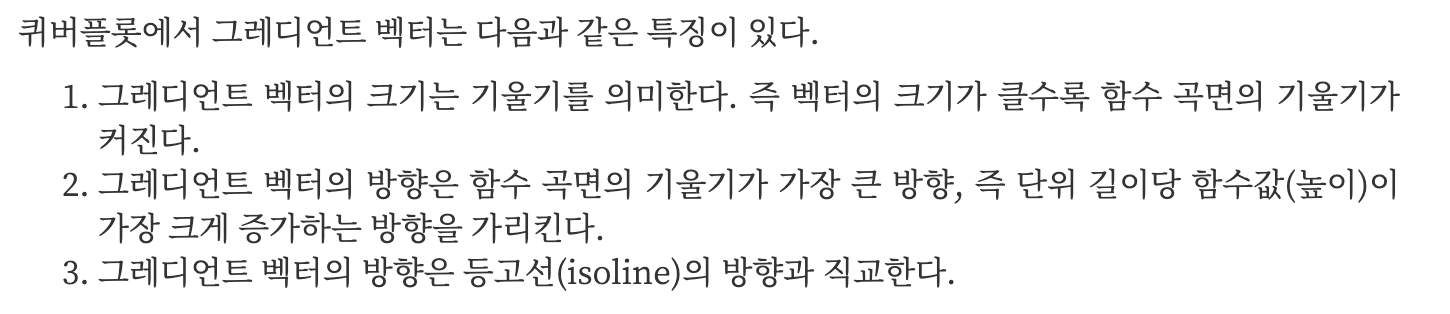 퀴버플롯에서 그레디언트 벡터는 다음과 같은 특징이 있다.
1. 그레디언트 벡터의 크기는 기울기를 의미한다. 즉 벡터의 크기가 클수록 함수 곡면의 기울기가
커진다.
2. 그레디언트 벡터의 방향은 함수 곡면의 기울기가 가장 큰 방향, 즉 단위 길이당 함수값(높이)이
가장 크게 증가하는 방향을 가리킨다.
3. 그레디언트 벡터의 방향은 등고선(isoline)의 방향과 직교한다.